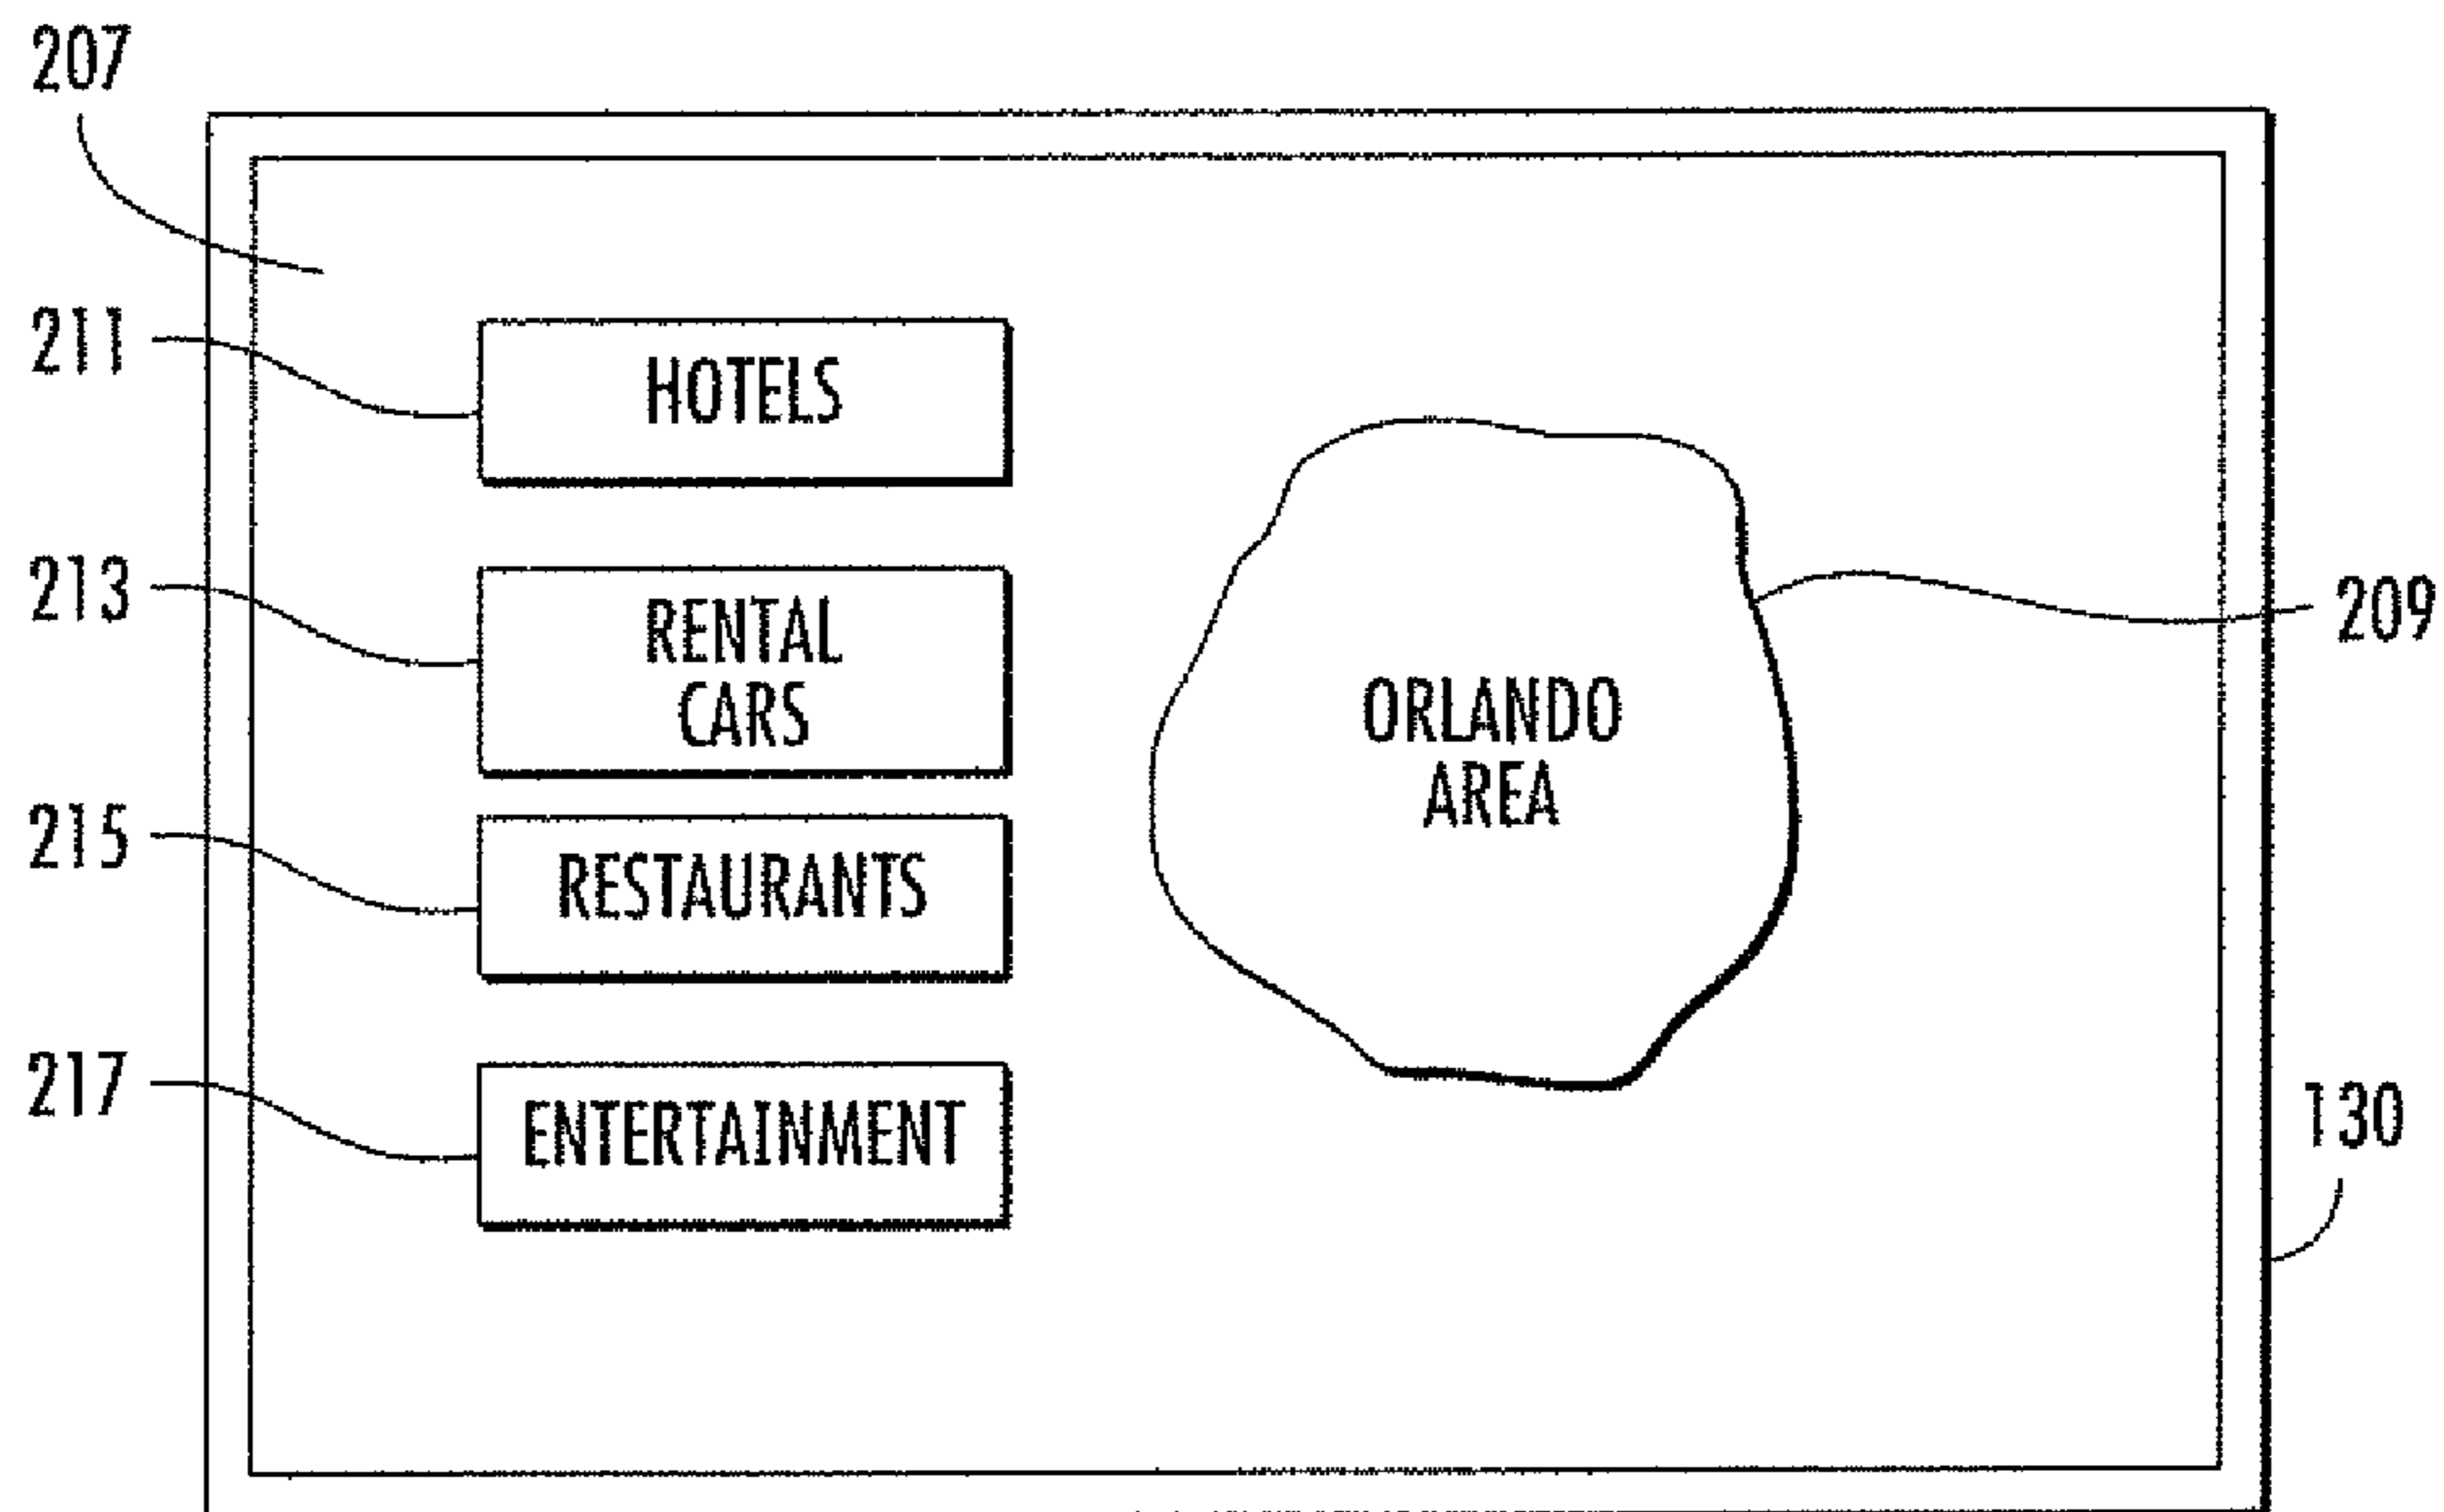 207
211
HOTELS
213
RENTAL
CARS
209
ORLANDO
AREA
215
RESTAURANTS
217
ENTERTAINMENT
130